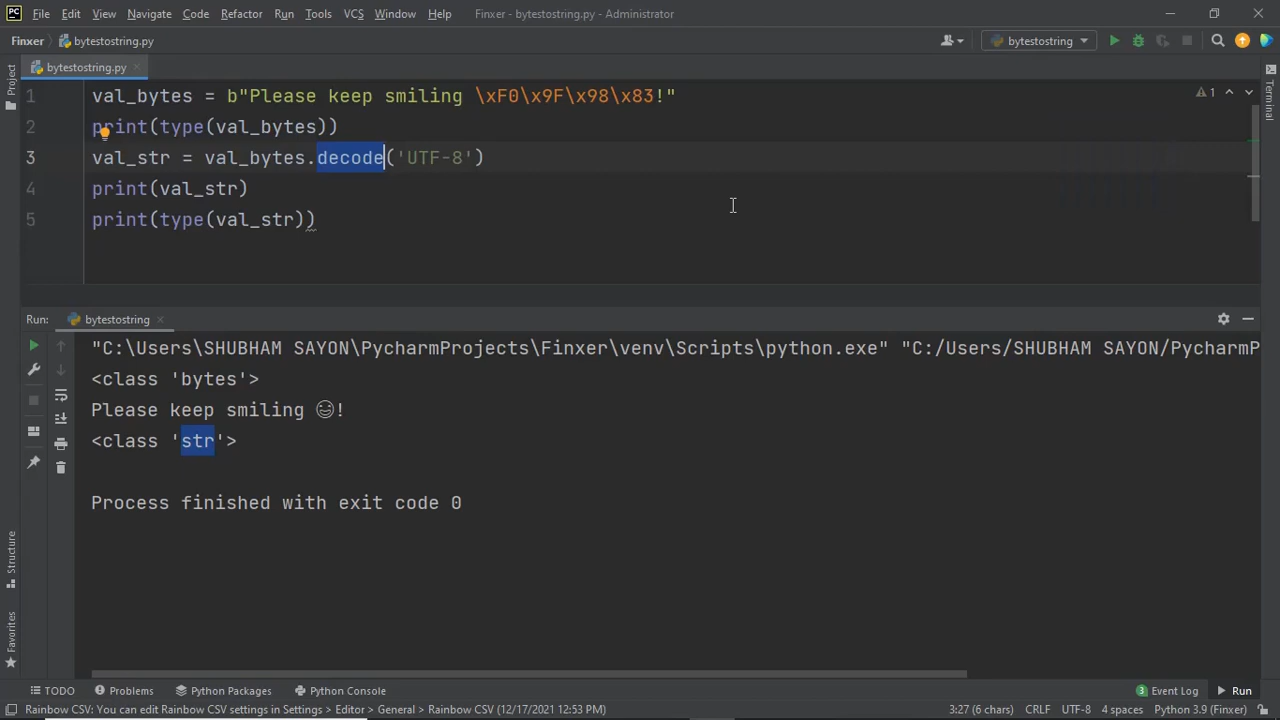 File Edit View Navigate Code Refactor Run Tools VCS Window Help Finxer - bytestostring.py - Administrator
Finxer bytestostring.py bytestostring
bytestostring.py
Project
Terminal
1 val_bytes = b"Please keep smiling \xF0\x9F\x98\x83!" 1
2 print(type(val_bytes))
3 val_str = val_bytes.decode('UTF-8')
4 print(val_str)
5 print(type(val_str))
Run: bytestostring
"C:\Users\SHUBHAM SAYON\PycharmProjects\Finxer\venv\Scripts\python.exe" "C:/Users/SHUBHAM SAYON/PycharmP
<class 'bytes'>
Please keep smiling 😃!
<class 'str'>
Process finished with exit code 0
Structure
Favorites
TODO Problems Python Packages Python Console 3 Event Log Run
Rainbow CSV: You can edit Rainbow CSV settings in Settings > Editor > General > Rainbow CSV (12/17/2021 12:53 PM) 3:27 (6 chars) CRLF UTF-8 4 spaces Python 3.9 (Finxer)